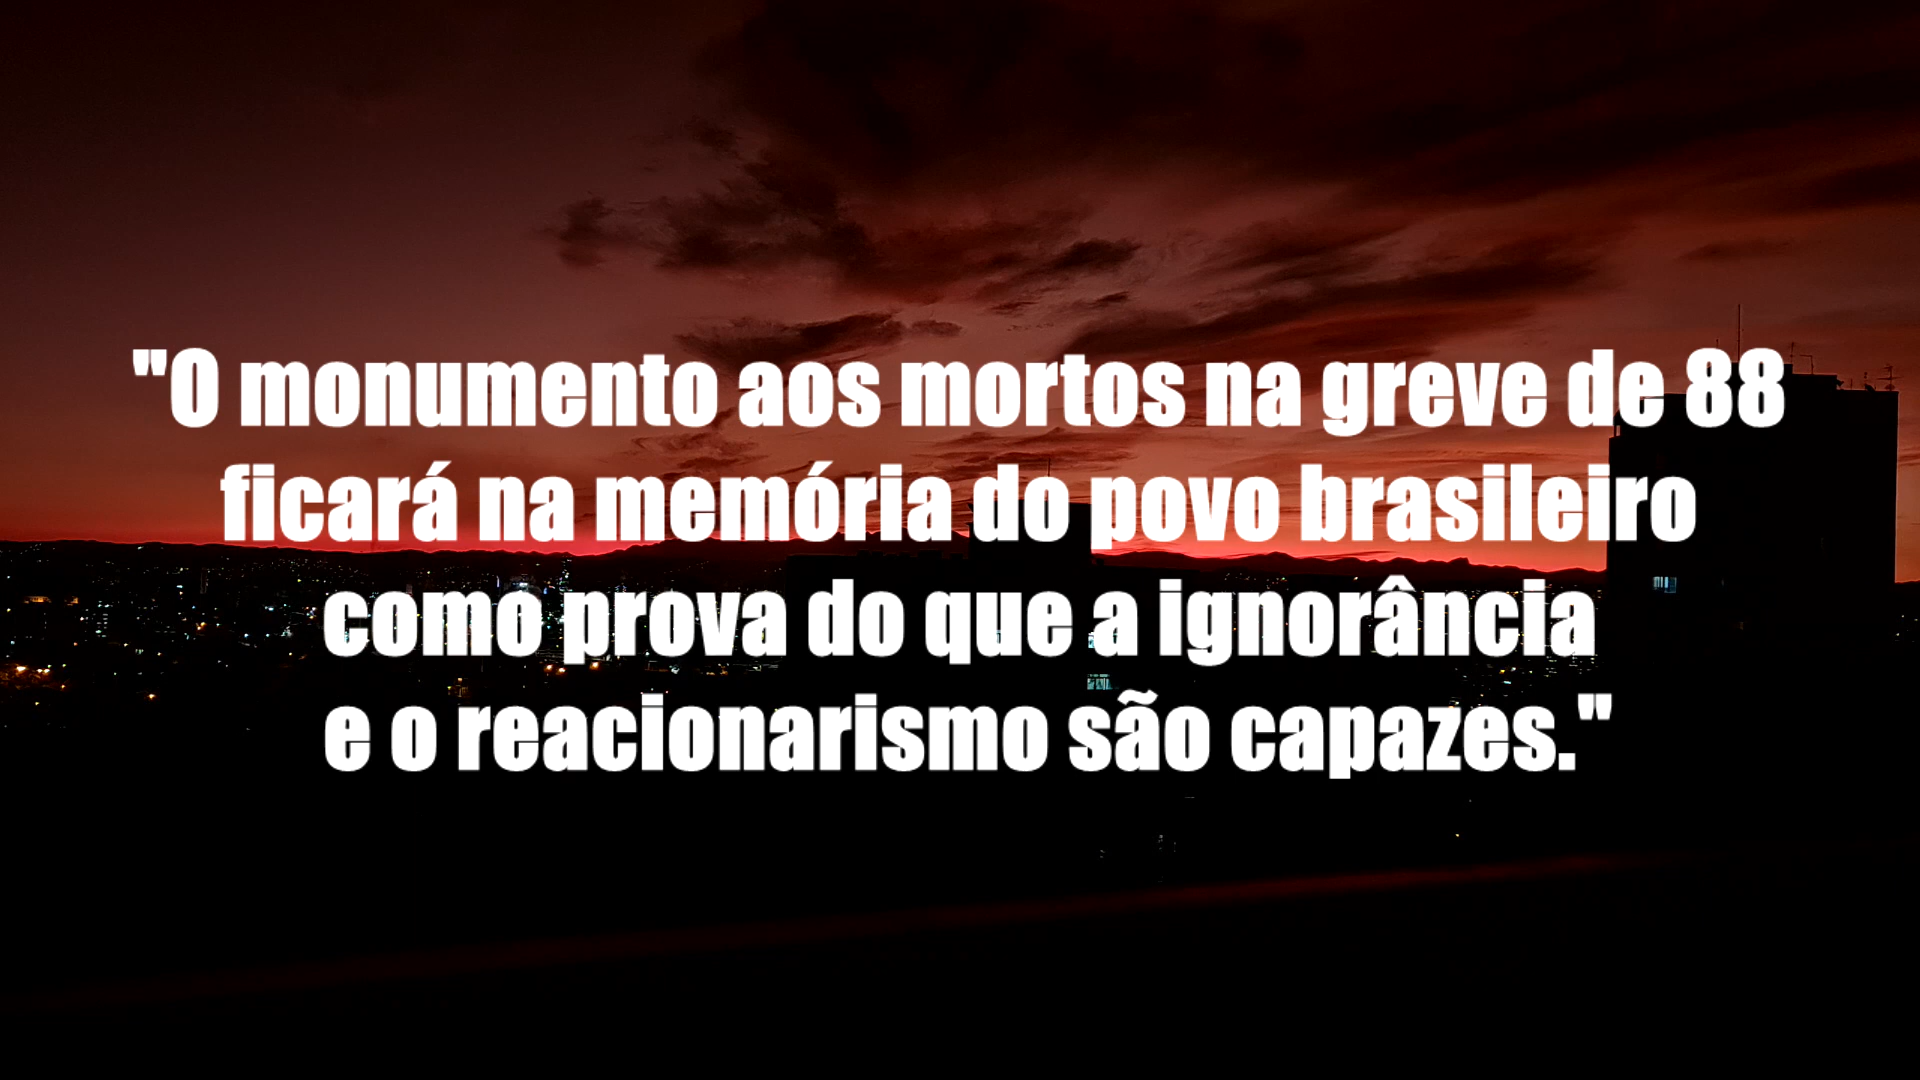 "O monumento aos mortos na greve de 88
ficará na memória do povo brasileiro
como prova do que a ignorância
e o reacionarismo são capazes."